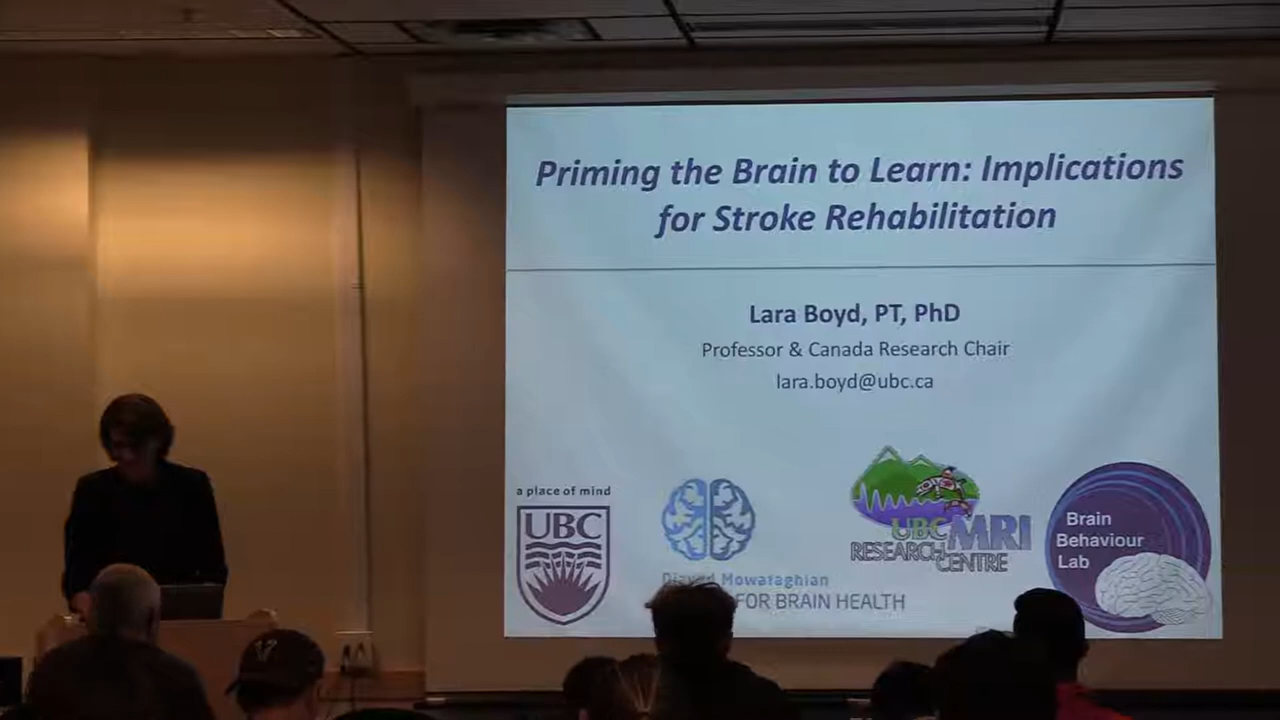 Priming the Brain to Learn: Implications
for Stroke Rehabilitation
Lara Boyd, PT, PhD
Professor & Canada Research Chair
lara.boyd@ubc.ca
a place of mind
UBC
Mowafaghian
FOR BRAIN HEALTH
UBC MRI
RESEARCH CENTRE
Brain
Behaviour
Lab